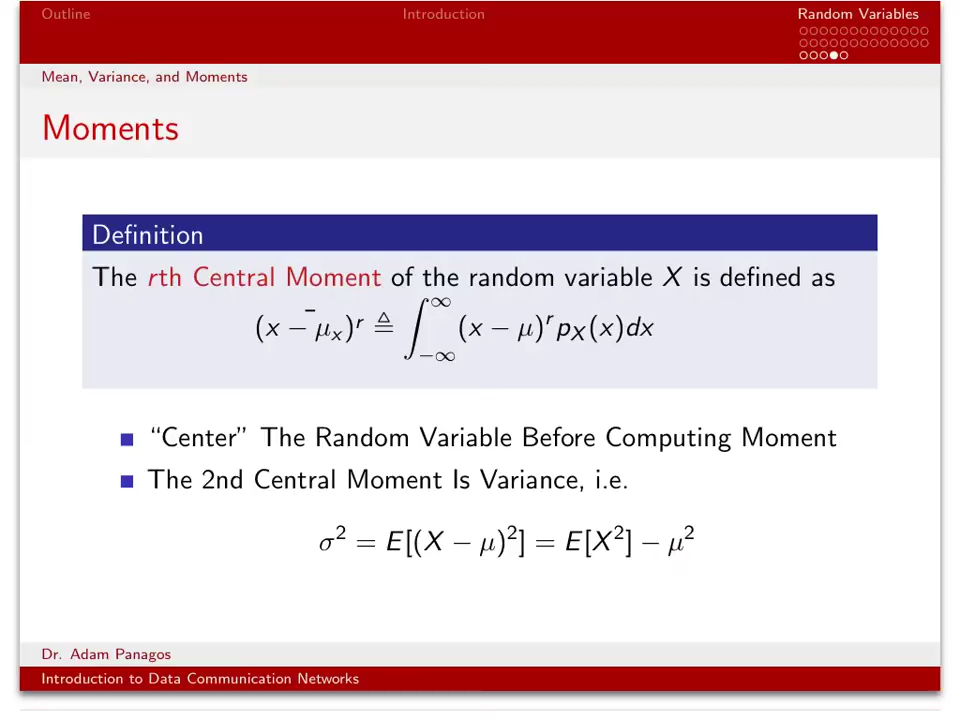 Outline Introduction Random Variables
Mean, Variance, and Moments
Moments
Definition
The rth Central Moment of the random variable X is defined as
(x − μ̄ₓ)ʳ ≜ ∫_{−∞}^{∞} (x − μ)ʳ p_X(x)dx
“Center” The Random Variable Before Computing Moment
The 2nd Central Moment Is Variance, i.e.
σ² = E[(X − μ)²] = E[X²] − μ²
Dr. Adam Panagos
Introduction to Data Communication Networks